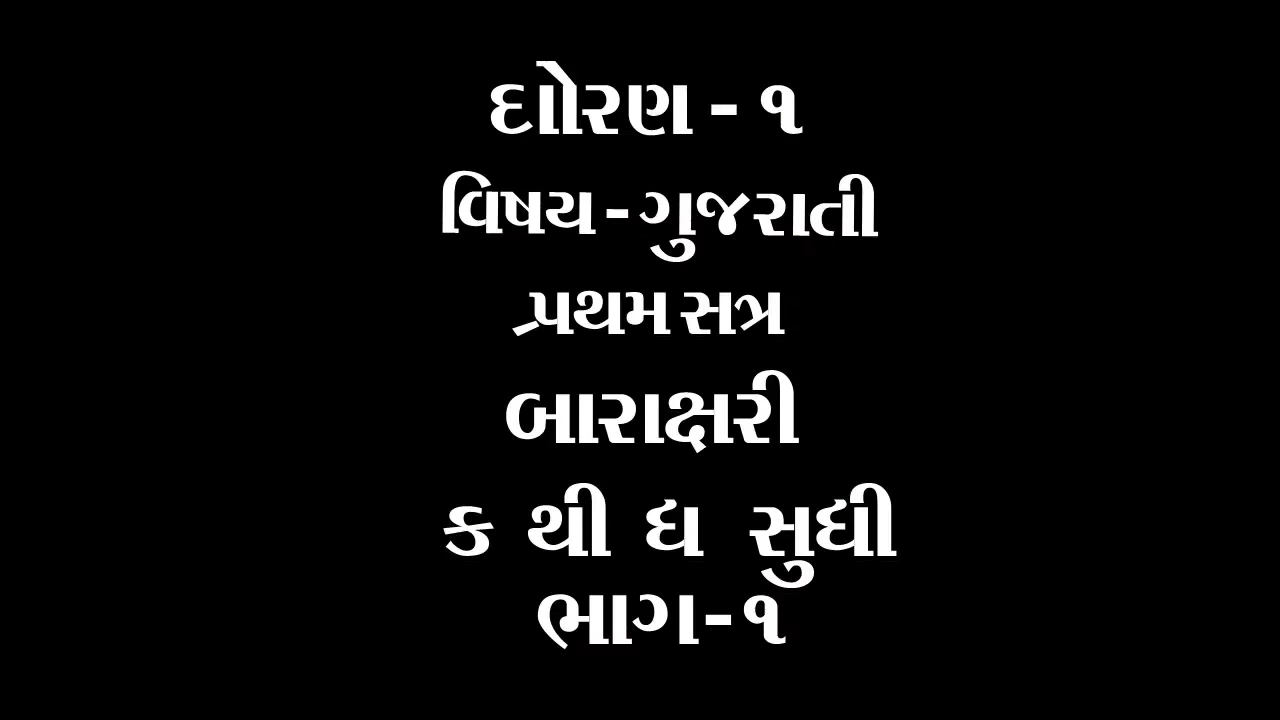 ધોરણ - ૧
વિષય - ગુજરાતી
પ્રથમ સત્ર
બારાક્ષરી
ક થી ધ સુધી
ભાગ - ૧